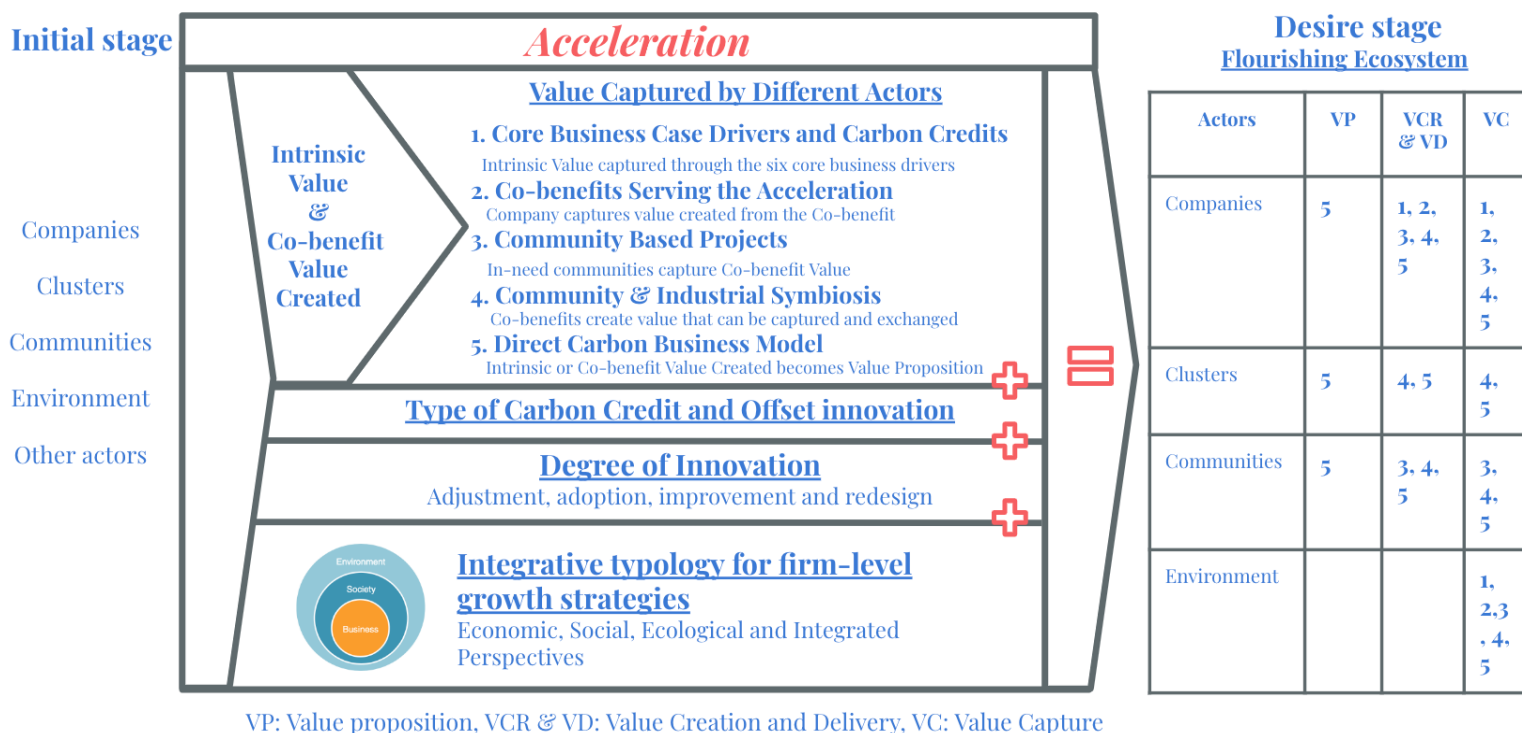 Initial stage
Companies
Clusters
Communities
Environment
Other actors
Acceleration
Intrinsic
Value
&
Co-benefit
Value
Created
Value Captured by Different Actors
1. Core Business Case Drivers and Carbon Credits
Intrinsic Value captured through the six core business drivers
2. Co-benefits Serving the Acceleration
Company captures value created from the Co-benefit
3. Community Based Projects
In-need communities capture Co-benefit Value
4. Community & Industrial Symbiosis
Co-benefits create value that can be captured and exchanged
5. Direct Carbon Business Model
Intrinsic or Co-benefit Value Created becomes Value Proposition
Type of Carbon Credit and Offset innovation
Degree of Innovation
Adjustment, adoption, improvement and redesign
Environment
Society
Business
Integrative typology for firm-level
growth strategies
Economic, Social, Ecological and Integrated
Perspectives
Desire stage
Flourishing Ecosystem
Actors
VP
VCR
& VD
VC
Companies
5
1, 2,
3, 4,
5
1,
2,
3,
4,
5
Clusters
5
4, 5
4,
5
Communities
5
3, 4,
5
3,
4,
5
Environment
1,
2,3
, 4,
5
VP: Value proposition, VCR & VD: Value Creation and Delivery, VC: Value Capture